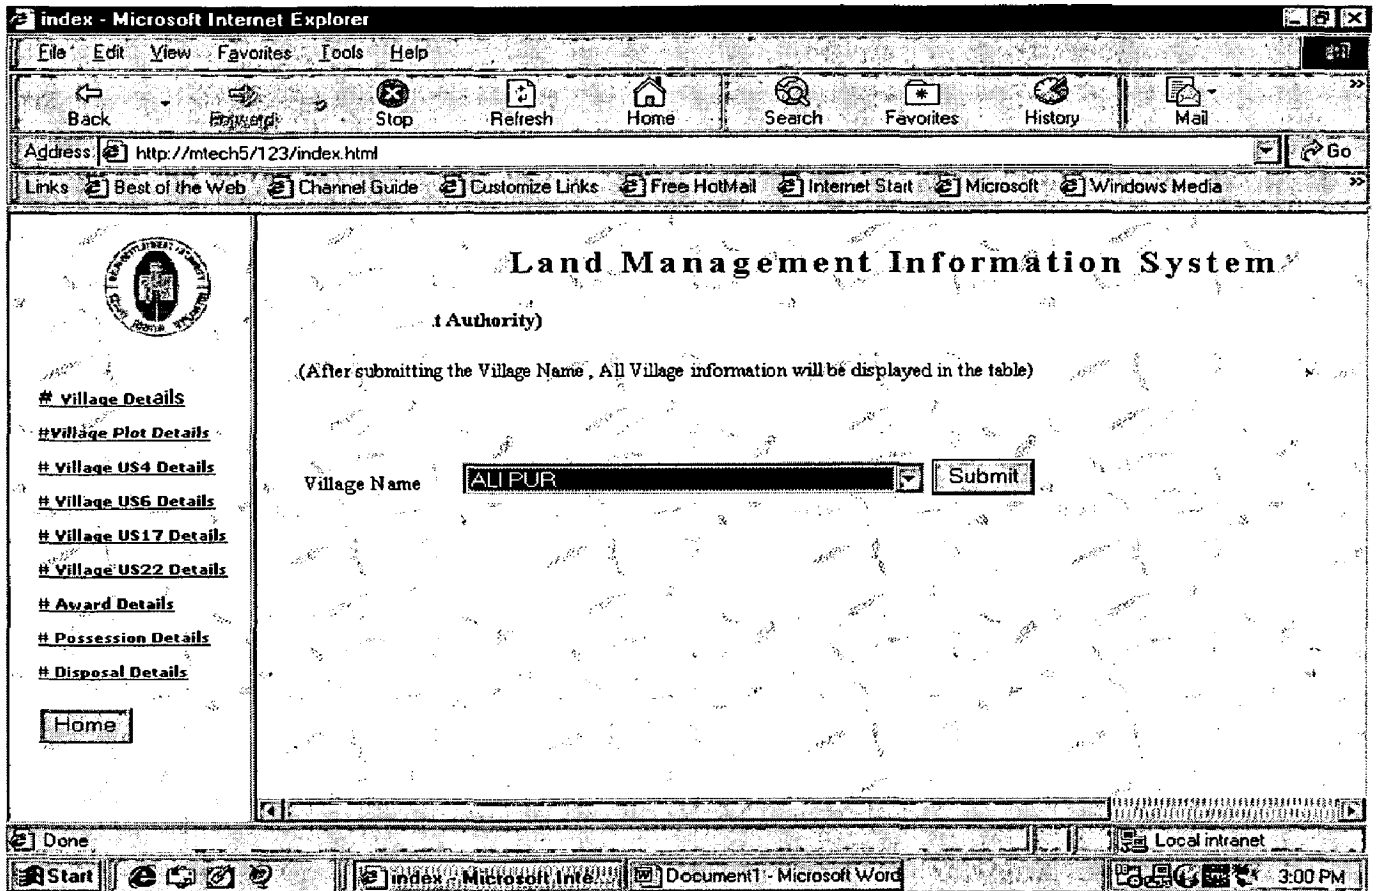 index - Microsoft Internet Explorer
File Edit View Favorites Tools Help
Back Forward Stop Refresh Home Search Favorites History Mail
Address http://mtech5/123/index.html Go
Links Best of the Web Channel Guide Customize Links Free HotMail Internet Start Microsoft Windows Media
Land Management Information System
t Authority)
(After submitting the Village Name , All Village information will be displayed in the table)
# Village Details
#Village Plot Details
# Village US4 Details
# Village US6 Details
# Village US17 Details
# Village US22 Details
# Award Details
# Possession Details
# Disposal Details
Home
Village Name ALI PUR Submit
Done Local intranet
Start index - Microsoft Inte... Document1 - Microsoft Word 3:00 PM